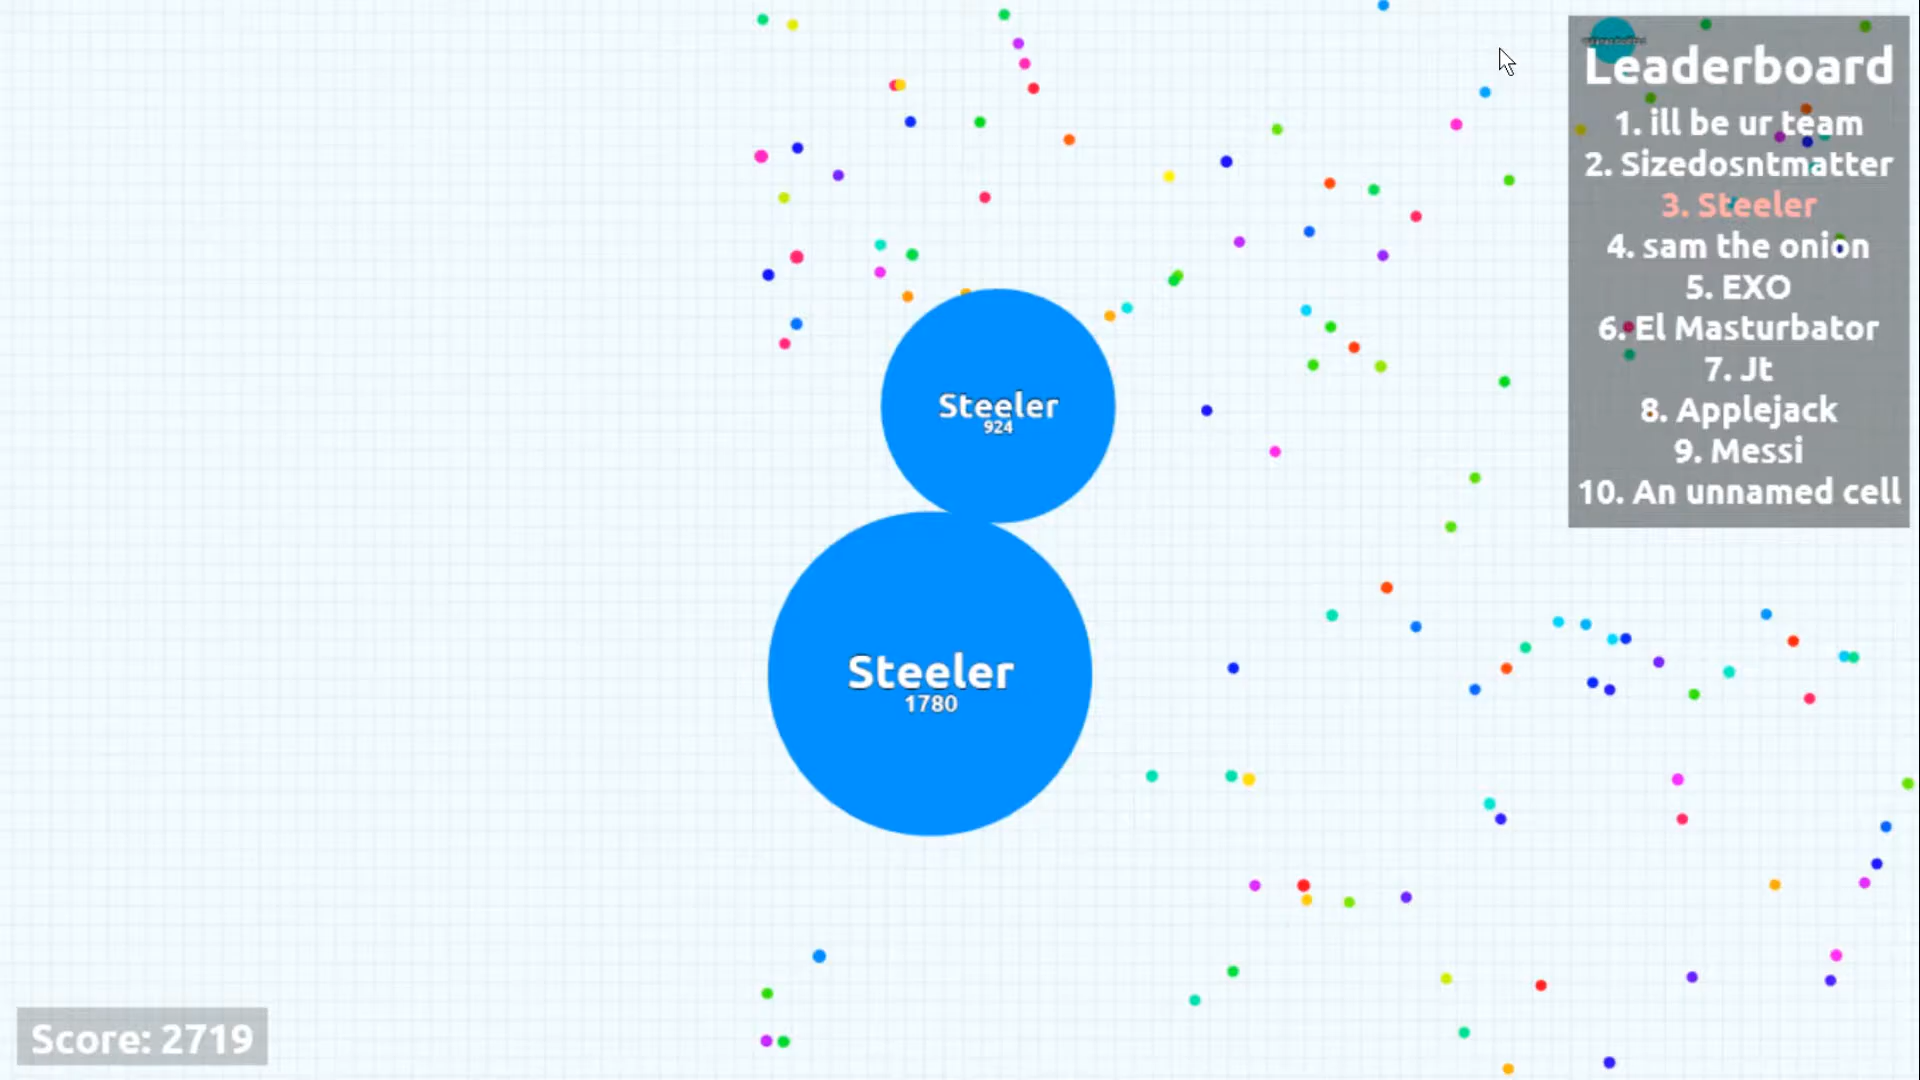 Leaderboard
1. ill be ur team
2. Sizedosntmatter
3. Steeler
4. sam the onion
5. EXO
6. El Masturbator
7. Jt
8. Applejack
9. Messi
10. An unnamed cell
Steeler
924
Steeler
1780
Score: 2719